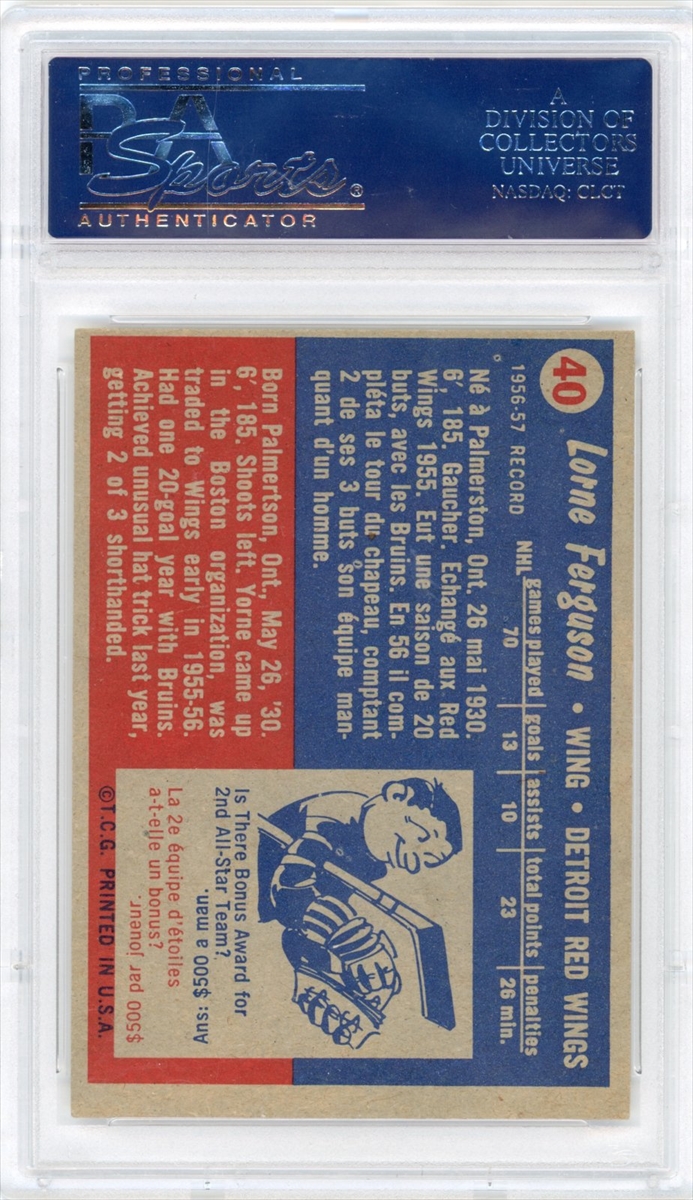 PROFESSIONAL
PSA
Sports®
AUTHENTICATOR
A
DIVISION OF
COLLECTORS
UNIVERSE
NASDAQ: CLCT
40
Lorne Ferguson • WING • DETROIT RED WINGS
1956-57 RECORD
games played goals assists total points penalties
NHL 70 13 10 23 26 min.
Né à Palmerston, Ont. 26 mai 1930.
6′, 185, Gaucher. Echangé aux Red
Wings 1955. Eut une saison de 20
buts, avec les Bruins. En 56 il com-
pléta le tour du chapeau, comptant
2 de ses 3 buts son équipe man-
quant d'un homme.
Born Palmertson, Ont., May 26, '30.
6′, 185. Shoots left. Yorne came up
in the Boston organization, was
traded to Wings early in 1955-56.
Had one 20-goal year with Bruins.
Achieved unusual hat trick last year,
getting 2 of 3 shorthanded.
Is There Bonus Award for
2nd All-Star Team?
Ans: $500 a man.
La 2e équipe d'étoiles
a-t-elle un bonus?
$500 par joueur.
©T.C.G. PRINTED IN U.S.A.